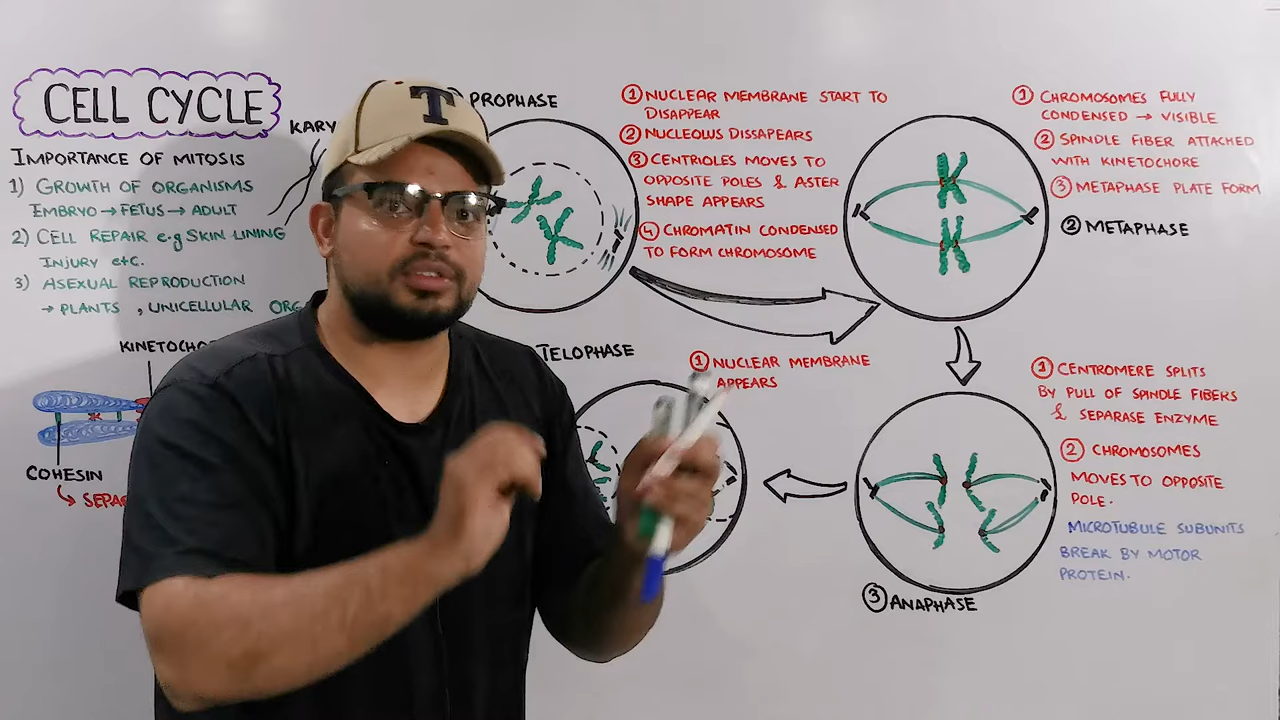 CELL CYCLE
IMPORTANCE OF MITOSIS
1) GROWTH OF ORGANISMS
EMBRYO → FETUS → ADULT
2) CELL REPAIR e.g SKIN LINING
INJURY etc.
3) ASEXUAL REPRODUCTION
→ PLANTS , UNICELLULAR
COHESIN
T
PROPHASE
① NUCLEAR MEMBRANE START TO
DISAPPEAR
② NUCLEOLUS DISSAPEARS
③ CENTRIOLES MOVES TO
OPPOSITE POLES & ASTER
SHAPE APPEARS
④ CHROMATIN CONDENSED
TO FORM CHROMOSOME
① CHROMOSOMES FULLY
CONDENSED → VISIBLE
② SPINDLE FIBER ATTACHED
WITH KINETOCHORE
③ METAPHASE PLATE FORM
② METAPHASE
① CENTROMERE SPLITS
BY PULL OF SPINDLE FIBERS
& SEPARASE ENZYME
② CHROMOSOMES
MOVES TO OPPOSITE
POLE.
MICROTUBULE SUBUNITS
BREAK BY MOTOR
PROTEIN.
③ ANAPHASE
TELOPHASE
① NUCLEAR MEMBRANE
APPEARS